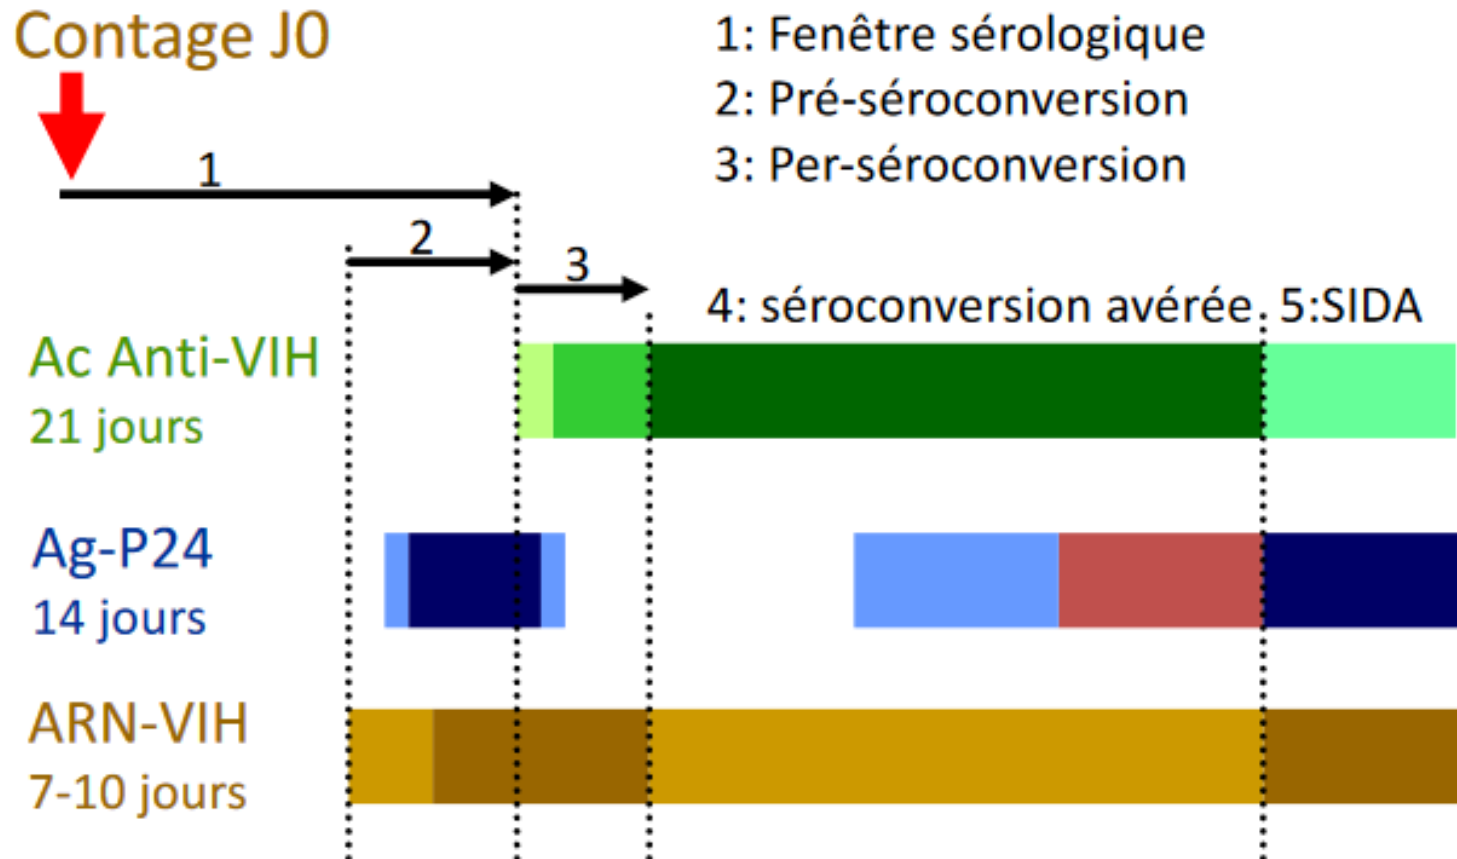 Contage J0
1: Fenêtre sérologique
2: Pré-séroconversion
3: Per-séroconversion
1
2
3
4: séroconversion avérée 5:SIDA
Ac Anti-VIH
21 jours
Ag-P24
14 jours
ARN-VIH
7-10 jours